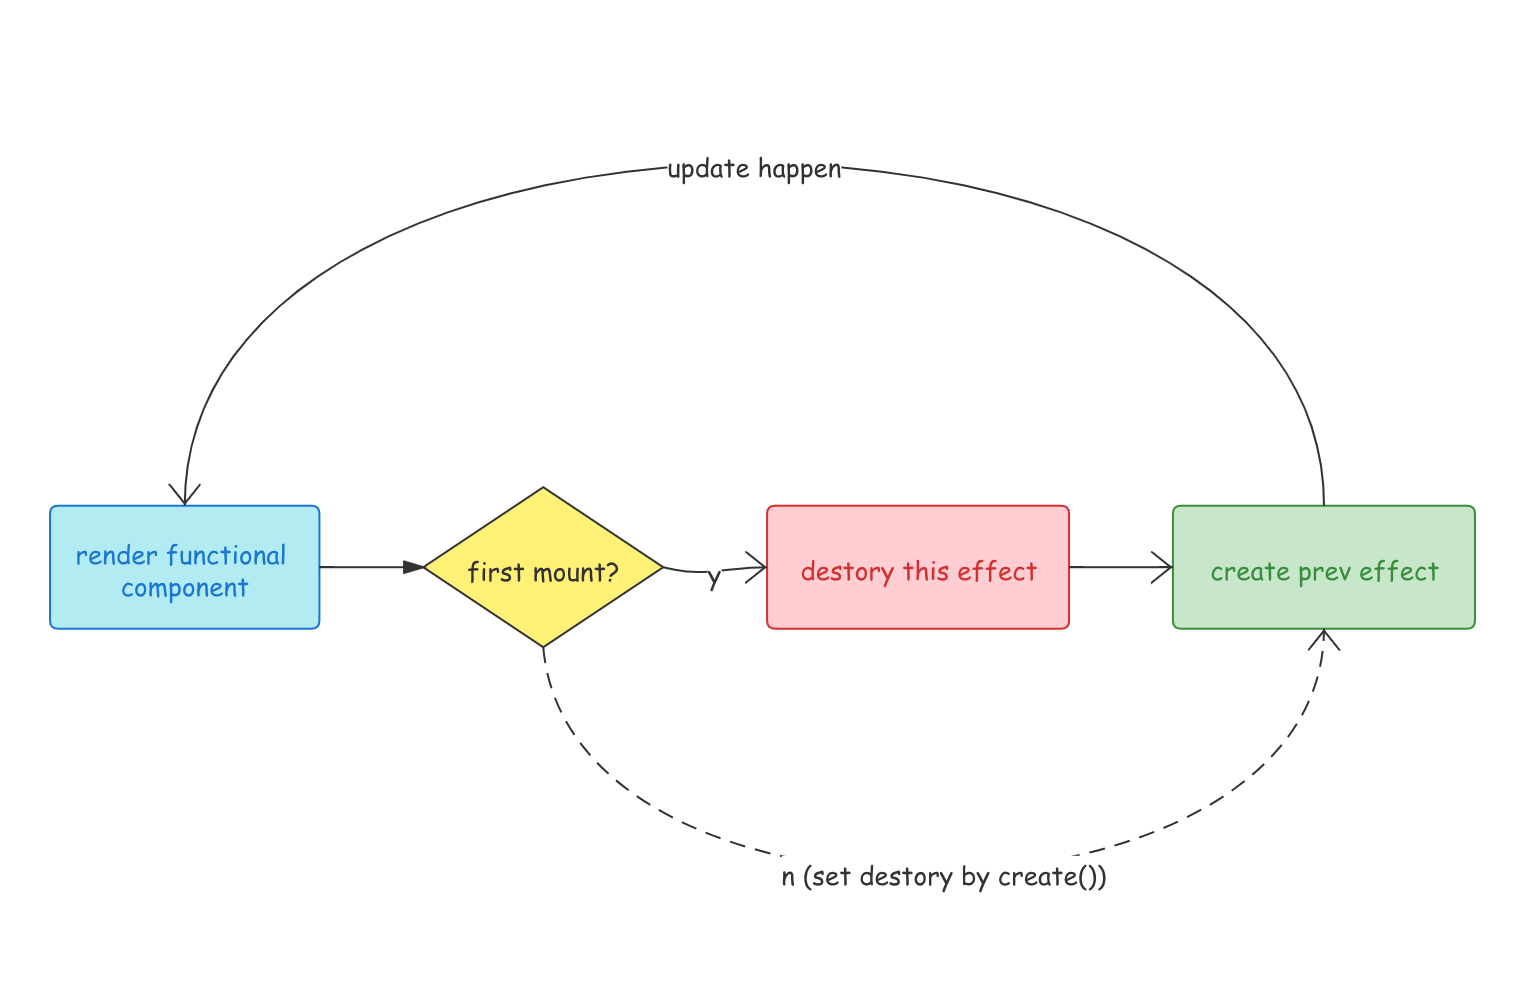 update happen
render functional
component
first mount?
y
destory this effect
create prev effect
n (set destory by create())